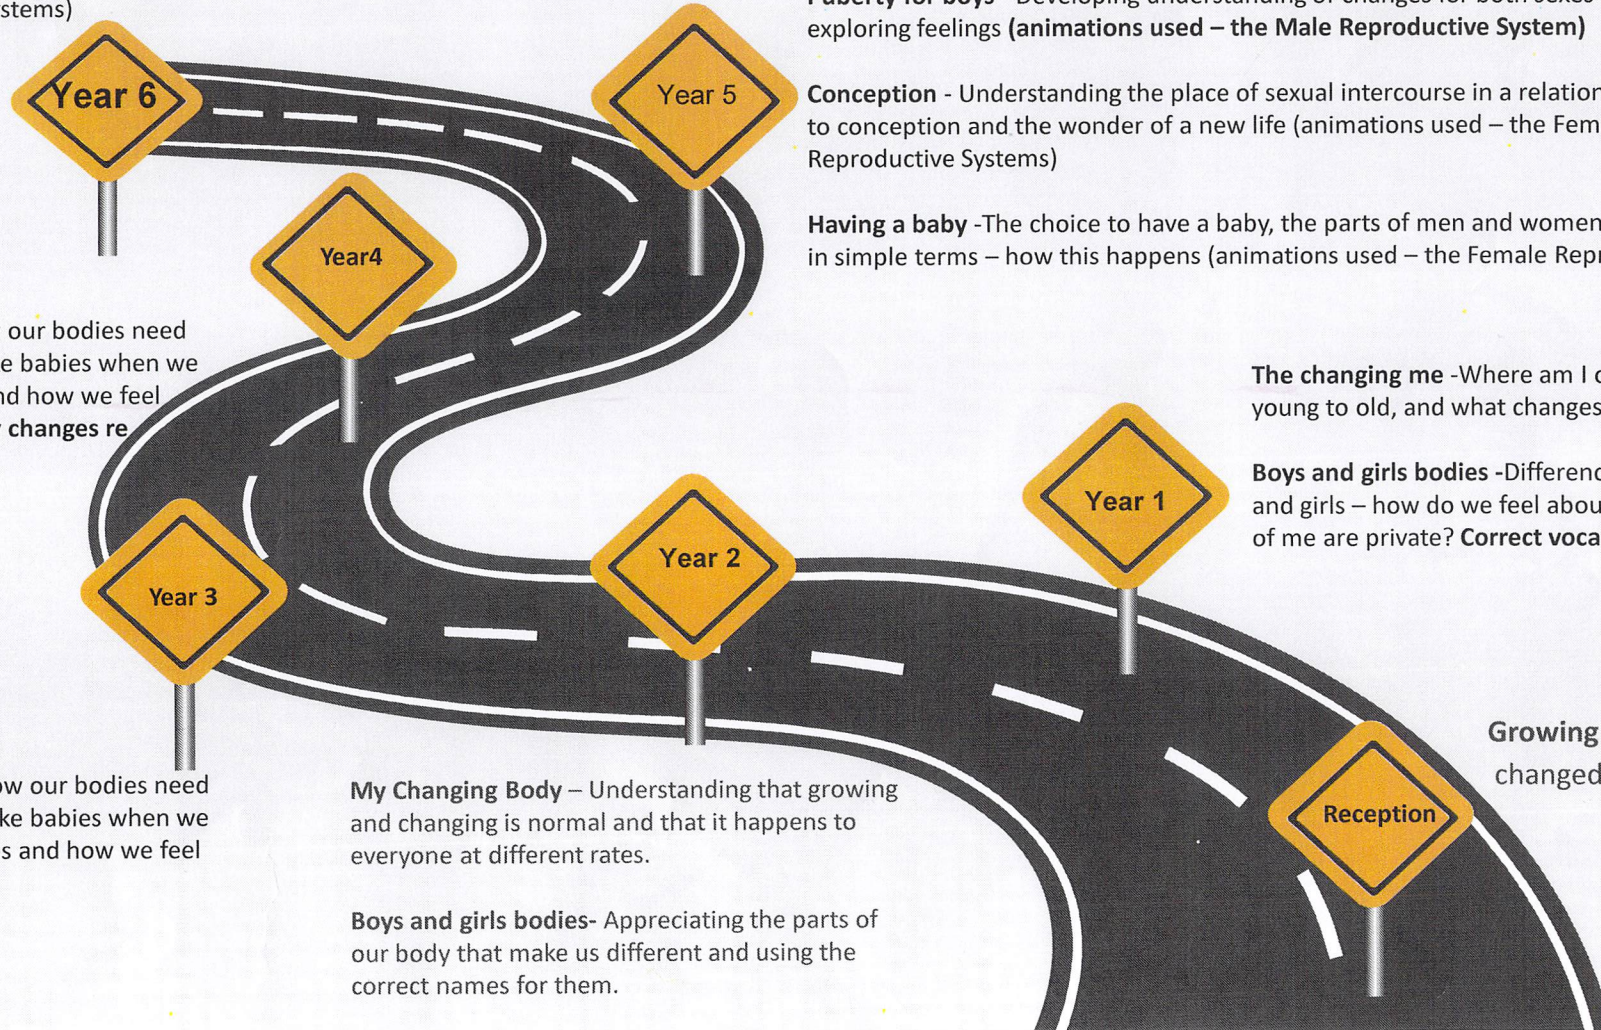 stems)
exploring feelings (animations used – the Male Reproductive System)
Year 6
Year 5
Conception - Understanding the place of sexual intercourse in a relation
to conception and the wonder of a new life (animations used – the Fem
Reproductive Systems)
Having a baby -The choice to have a baby, the parts of men and women
in simple terms – how this happens (animations used – the Female Repr
Year4
our bodies need
e babies when we
nd how we feel
changes re
The changing me -Where am I c
young to old, and what changes
Boys and girls bodies -Differenc
and girls – how do we feel abou
of me are private? Correct voca
Year 1
Year 2
Year 3
Growing
changed
Reception
ow our bodies need
ke babies when we
s and how we feel
My Changing Body – Understanding that growing
and changing is normal and that it happens to
everyone at different rates.
Boys and girls bodies- Appreciating the parts of
our body that make us different and using the
correct names for them.